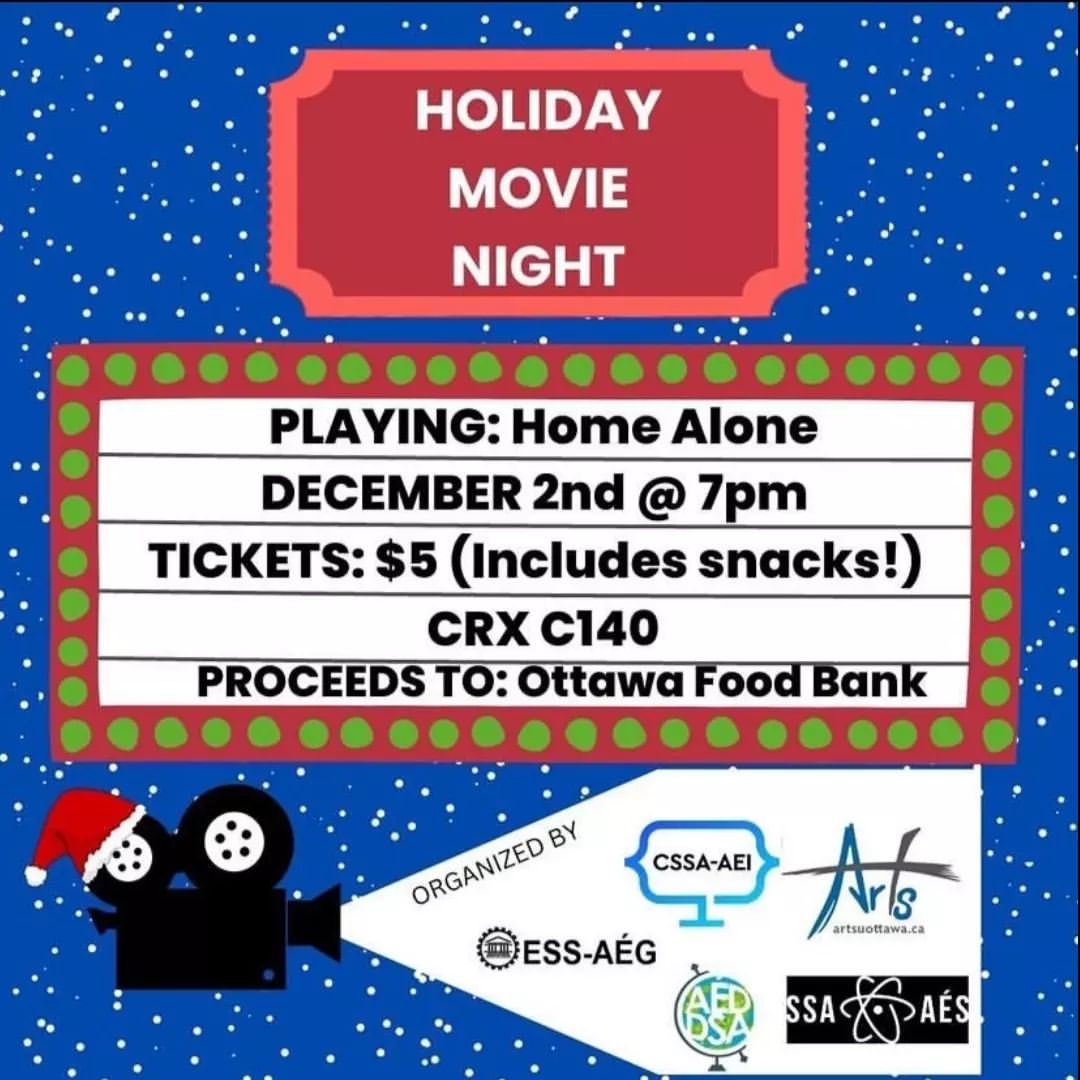 HOLIDAY
MOVIE
NIGHT
PLAYING: Home Alone
DECEMBER 2nd @ 7pm
TICKETS: $5 (Includes snacks!)
CRX C140
PROCEEDS TO: Ottawa Food Bank
ORGANIZED BY
CSSA-AEI
Arts
artsuottawa.ca
ESS-AÉG
AED
DSA
SSA AÉS